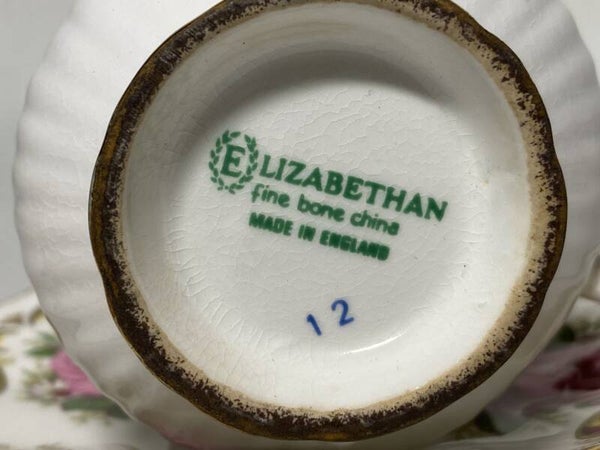 ELIZABETHAN
fine bone china
MADE IN ENGLAND
12